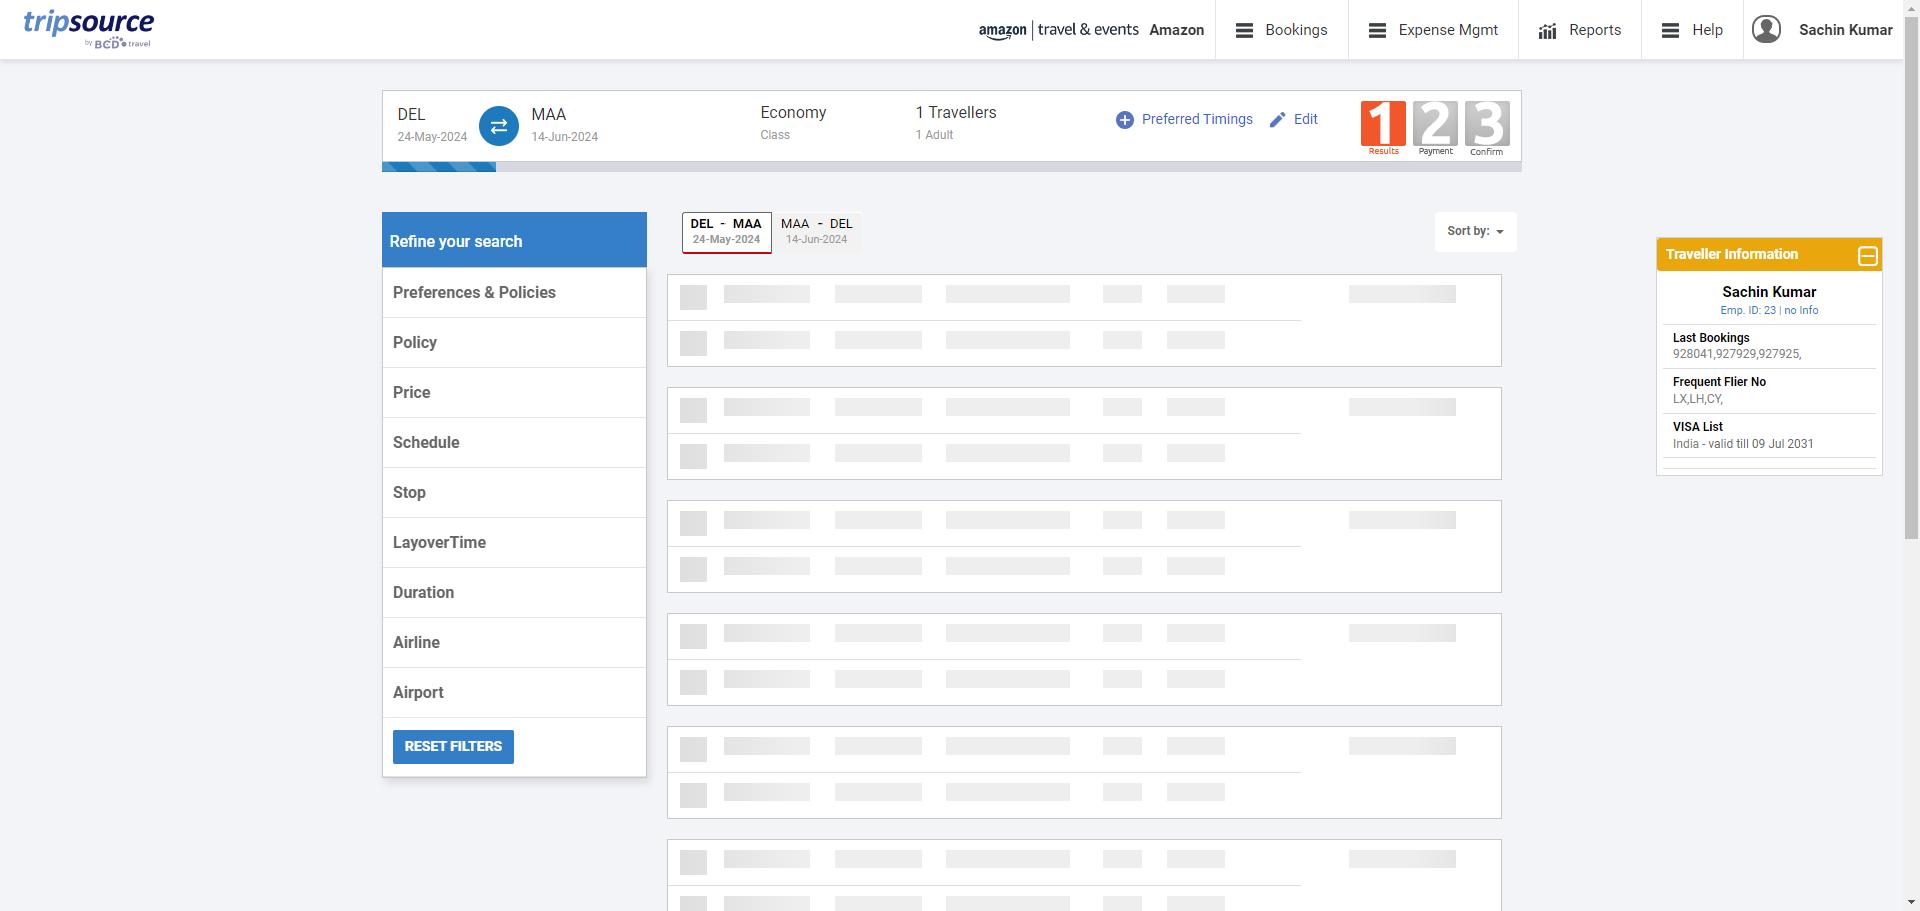 tripsource
by BCD travel
amazon | travel & events Amazon
Bookings
Expense Mgmt
Reports
Help
Sachin Kumar
DEL
24-May-2024
MAA
14-Jun-2024
Economy
Class
1 Travellers
1 Adult
Preferred Timings
Edit
1
Results
2
Payment
3
Confirm
Refine your search
Preferences & Policies
Policy
Price
Schedule
Stop
LayoverTime
Duration
Airline
Airport
RESET FILTERS
DEL - MAA
24-May-2024
MAA - DEL
14-Jun-2024
Sort by:
Traveller Information
Sachin Kumar
Emp. ID: 23 | no Info
Last Bookings
928041,927929,927925,
Frequent Flier No
LX,LH,CY,
VISA List
India - valid till 09 Jul 2031